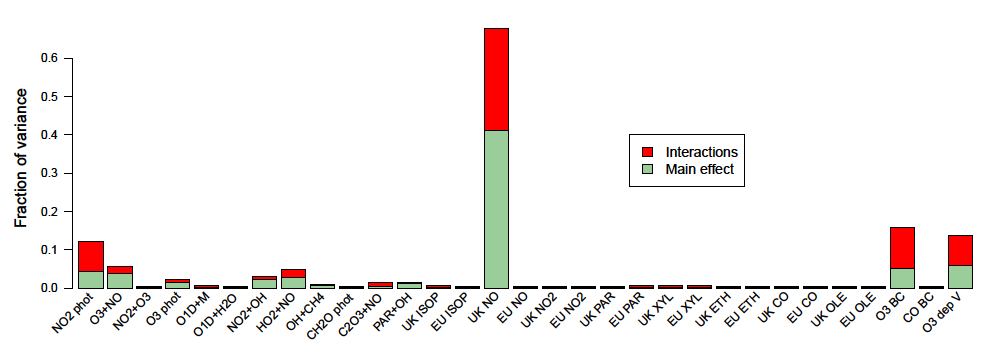 Fraction of variance
0.6
0.5
0.4
0.3
0.2
0.1
0.0
Interactions
Main effect
NO2 phot
O3+NO
NO2+O3
O3 phot
O1D+M
O1D+H2O
NO2+OH
HO2+NO
OH+CH4
CH2O phot
C2O3+NO
PAR+OH
UK ISOP
EU ISOP
UK NO
EU NO
UK NO2
EU NO2
UK PAR
EU PAR
UK XYL
EU XYL
UK ETH
EU ETH
UK CO
EU CO
UK OLE
EU OLE
O3 BC
CO BC
O3 dep V